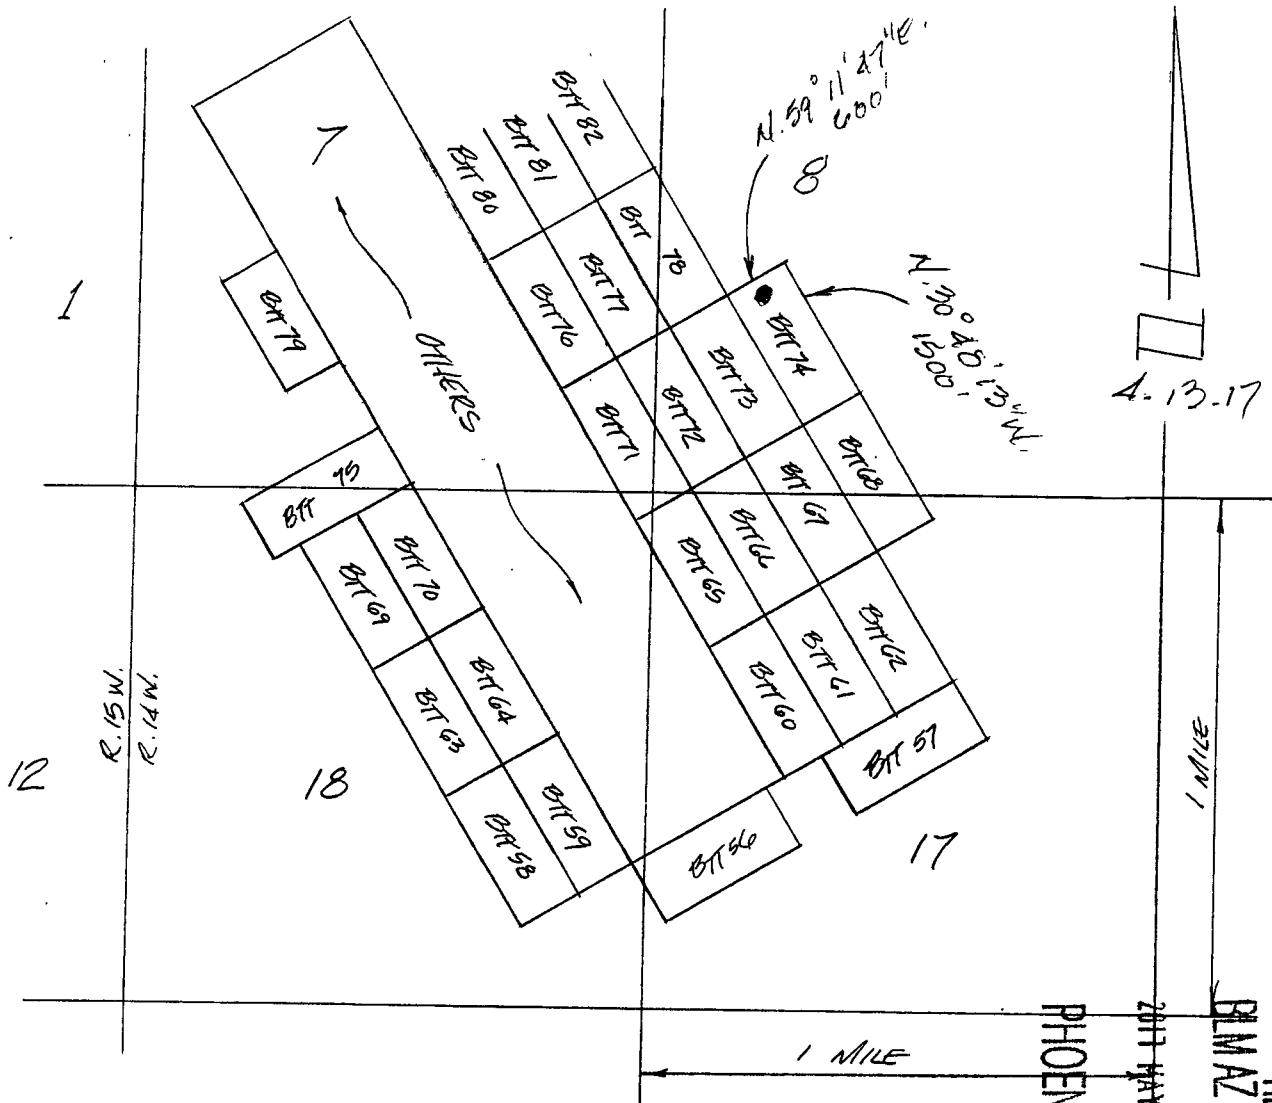 N. 59° 11' 47" E.
600'
8
N. 30° 48' 13" W.
1500'
4-13-17
1
7
OTHERS
BTT 82
BTT 81
BTT 80
BTT 78
BTT 77
BTT 76
BTT 79
BTT 74
BTT 73
BTT 72
BTT 71
BTT 75
BTT 68
BTT 67
BTT 66
BTT 65
BTT 70
BTT 69
BTT 62
BTT 61
BTT 60
BTT 64
BTT 63
BTT 57
BTT 59
BTT 58
BTT 56
R. 15 W.
R. 14 W.
12
18
17
1 MILE
1 MILE
BLM AZ
2017 MAY
PHOEN